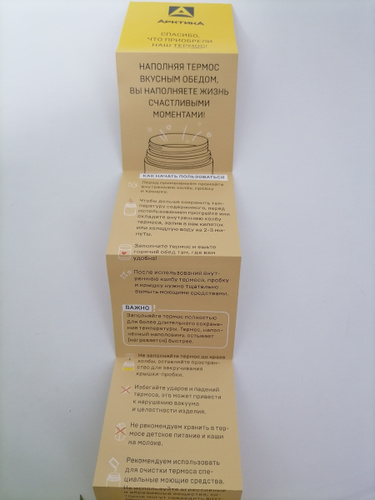 АРКТИКА
СПАСИБО,
ЧТО ПРИОБРЕЛИ
НАШ ТЕРМОС!
НАПОЛНЯЯ ТЕРМОС
ВКУСНЫМ ОБЕДОМ,
ВЫ НАПОЛНЯЕТЕ ЖИЗНЬ
СЧАСТЛИВЫМИ
МОМЕНТАМИ!
КАК НАЧАТЬ ПОЛЬЗОВАТЬСЯ
Перед применением промойте
внутреннюю колбу, пробку
и крышку.
Чтобы дольше сохранить тем-
пературу содержимого, перед
использованием прогрейте или
охладите внутреннюю колбу
термоса, залив в нее кипяток
или холодную воду на 2-3 ми-
нуты.
Заполните термос и ешьте
горячий обед там, где вам
удобно!
После использования внут-
реннюю колбу термоса, пробку
и крышку нужно тщательно
вымыть моющими средствами.
ВАЖНО
Заполняйте термос полностью
для более длительного сохране-
ния температуры. Термос, напол-
ненный наполовину, остывает
(нагревается) быстрее.
Не заполняйте термос до краев
колбы, оставляйте простран-
ство для закручивания
крышки-пробки.
Избегайте ударов и падений
термоса, это может привести
к нарушению вакуума
и целостности изделия.
Не рекомендуем хранить в тер-
мосе детское питание и каши
на молоке.
Рекомендуем использовать
для очистки термоса спе-
циальные моющие средства.